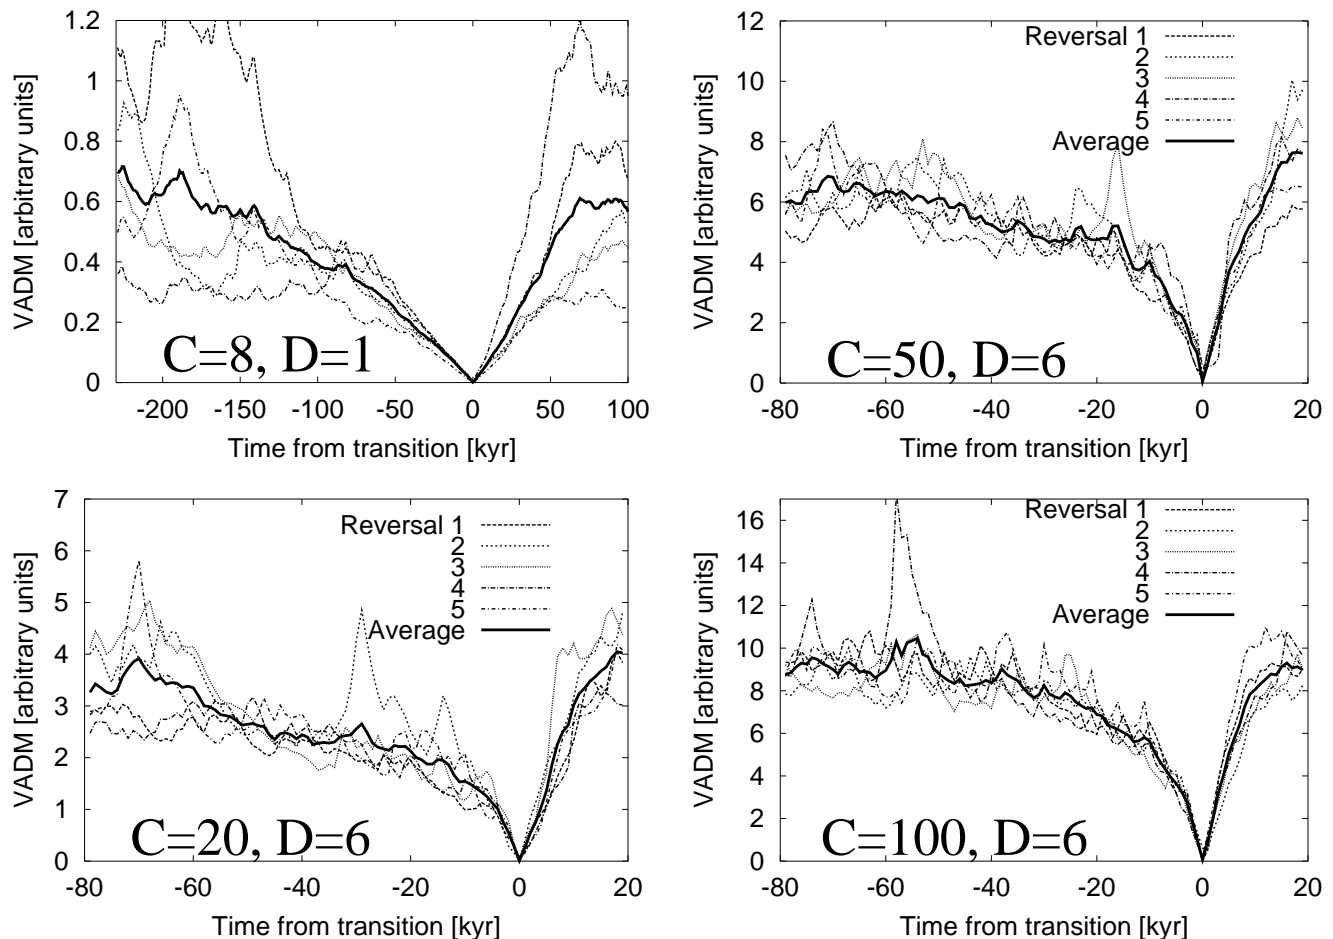 VADM [arbitrary units]
1.2
1
0.8
0.6
0.4
0.2
0
C=8, D=1
-200 -150 -100 -50 0 50 100
Time from transition [kyr]
VADM [arbitrary units]
12
10
8
6
4
2
0
Reversal 1
2
3
4
5
Average
C=50, D=6
-80 -60 -40 -20 0 20
Time from transition [kyr]
VADM [arbitrary units]
7
6
5
4
3
2
1
0
Reversal 1
2
3
4
5
Average
C=20, D=6
-80 -60 -40 -20 0 20
Time from transition [kyr]
VADM [arbitrary units]
16
14
12
10
8
6
4
2
0
Reversal 1
2
3
4
5
Average
C=100, D=6
-80 -60 -40 -20 0 20
Time from transition [kyr]